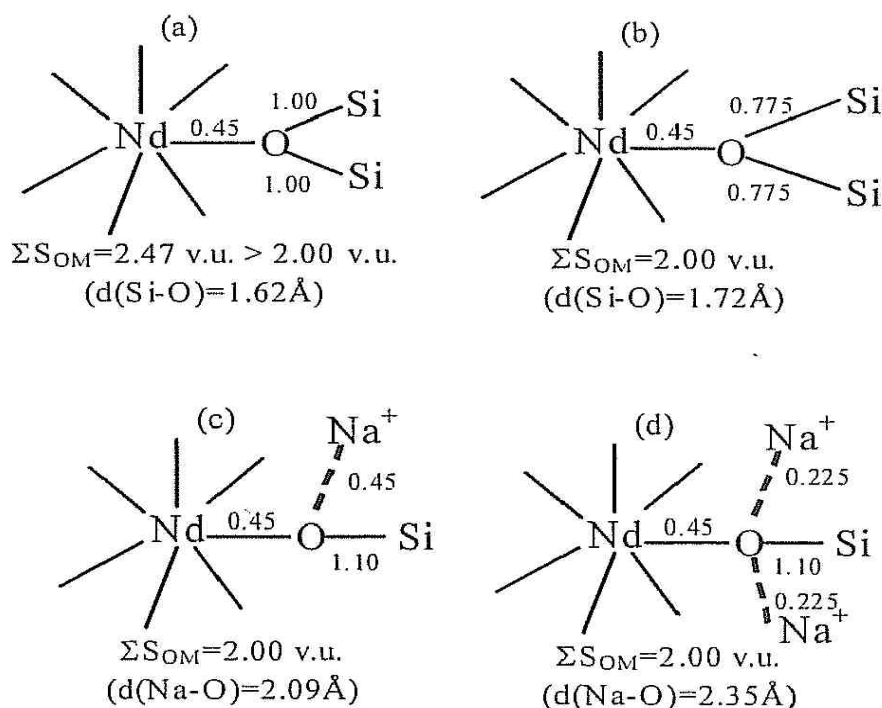 (a)
Nd 0.45 O 1.00 Si
1.00 Si
ΣS_OM=2.47 v.u. > 2.00 v.u.
(d(Si-O)=1.62Å)
(b)
Nd 0.45 O 0.775 Si
0.775 Si
ΣS_OM=2.00 v.u.
(d(Si-O)=1.72Å)
(c)
Na⁺
0.45
Nd 0.45 O 1.10 Si
ΣS_OM=2.00 v.u.
(d(Na-O)=2.09Å)
(d)
Na⁺
0.225
Nd 0.45 O 1.10 Si
0.225
Na⁺
ΣS_OM=2.00 v.u.
(d(Na-O)=2.35Å)